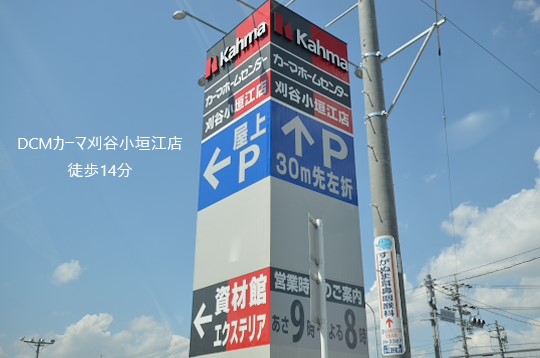 DCMｶｰﾏ刈谷小垣江店
徒歩14分
Kahma
カーマホームセンター
刈谷小垣江店
屋上
P
Kahma
カーマホームセンター
刈谷小垣江店
P
30m先左折
資材館
エクステリア
営業時 のご案内
あさ9時 よる8